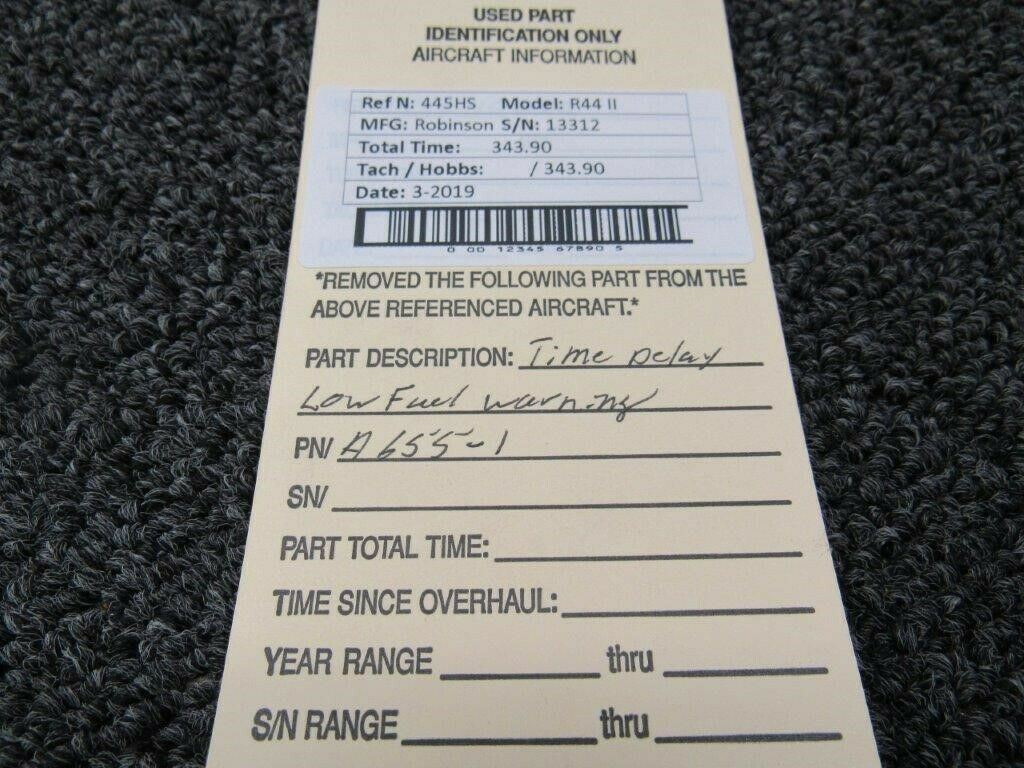 USED PART
IDENTIFICATION ONLY
AIRCRAFT INFORMATION
Ref N: 445HS Model: R44 II
MFG: Robinson S/N: 13312
Total Time: 343.90
Tach / Hobbs: / 343.90
Date: 3-2019
0 00 12345 67890 5
*REMOVED THE FOLLOWING PART FROM THE
ABOVE REFERENCED AIRCRAFT.*
PART DESCRIPTION: Time Delay
Low Fuel warning
PN/ A655-1
SN/
PART TOTAL TIME:
TIME SINCE OVERHAUL:
YEAR RANGE thru
S/N RANGE thru